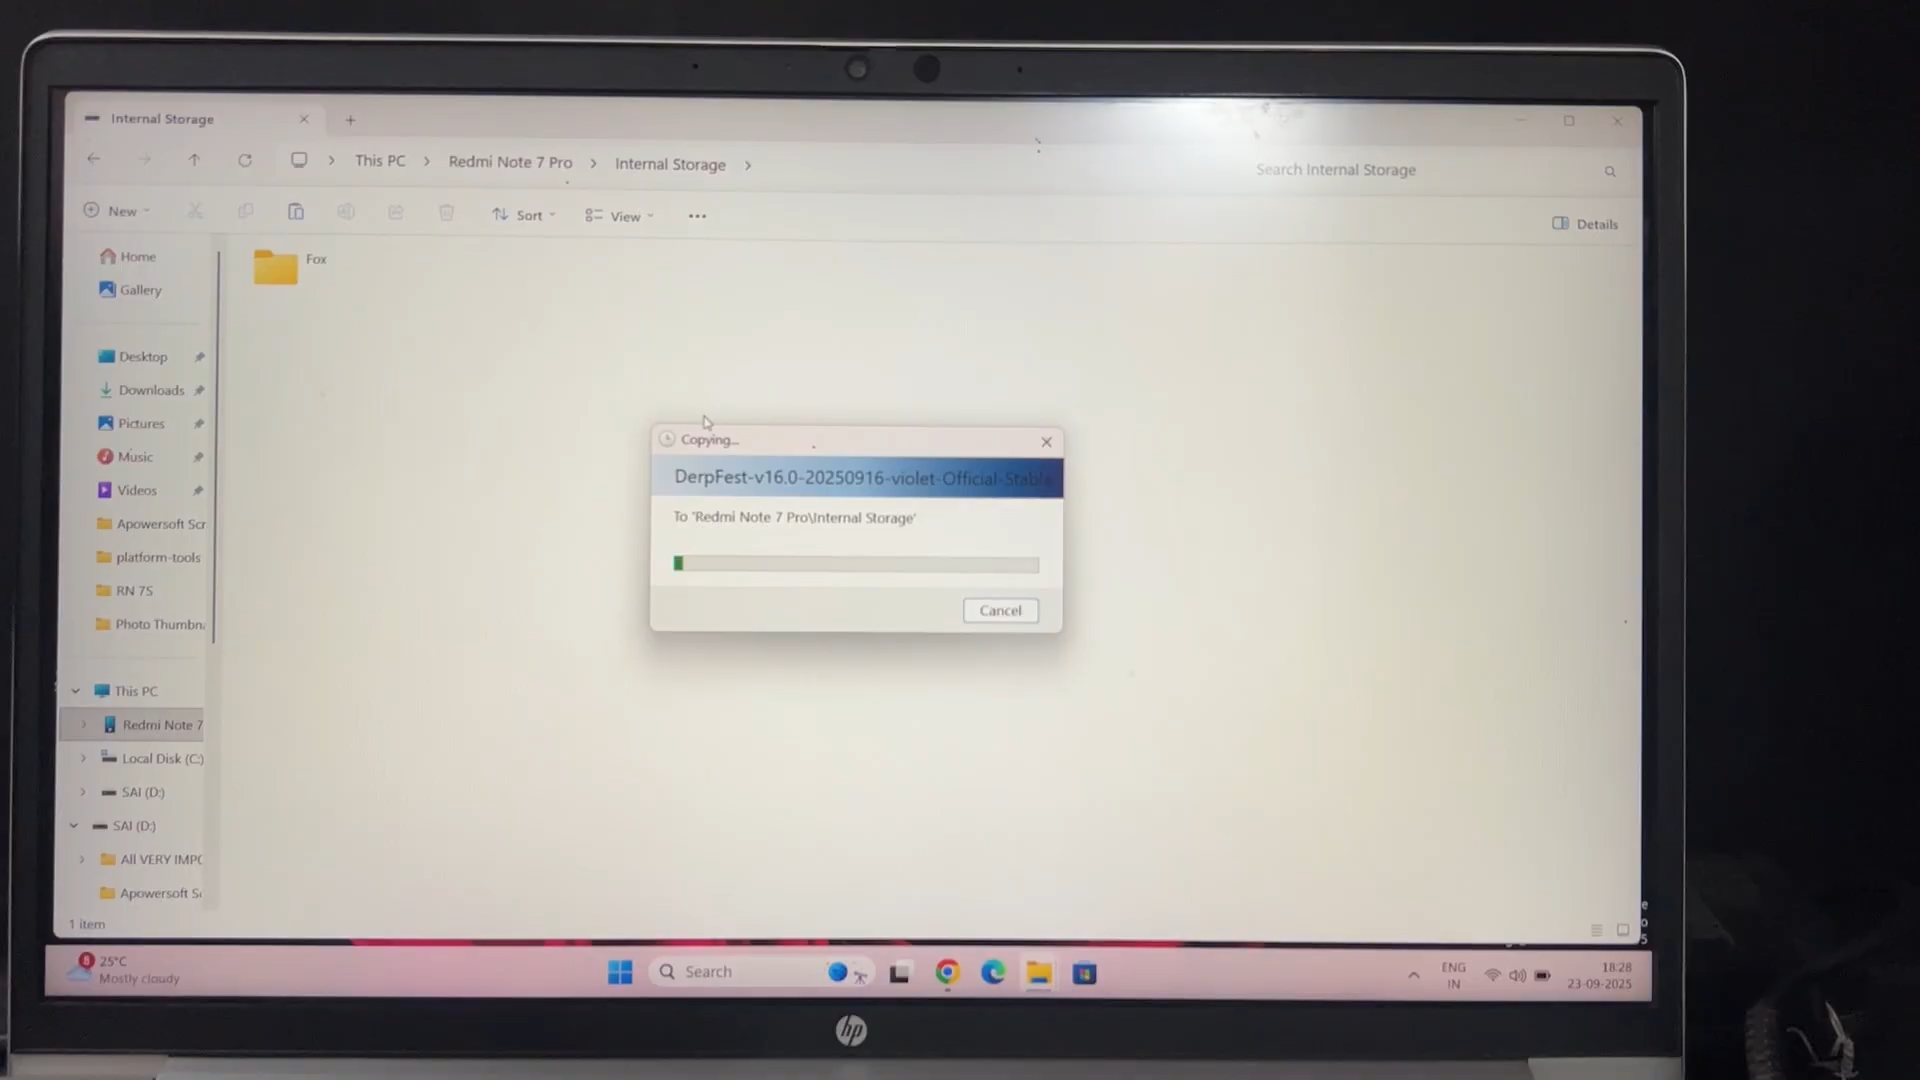 Internal Storage
This PC
Redmi Note 7 Pro
Internal Storage
Search Internal Storage
New
Sort
View
Details
Home
Gallery
Desktop
Downloads
Pictures
Music
Videos
Apowersoft Scr
platform-tools
RN 7S
Photo Thumbn
This PC
Redmi Note 7
Local Disk (C:)
SAI (D:)
SAI (D:)
All VERY IMPO
Apowersoft Sc
1 item
Fox
Copying...
DerpFest-v16.0-20250916-violet-Official-Stable
To 'Redmi Note 7 Pro\Internal Storage'
Cancel
8
25°C
Mostly cloudy
Search
ENG
IN
18:28
23-09-2025
hp